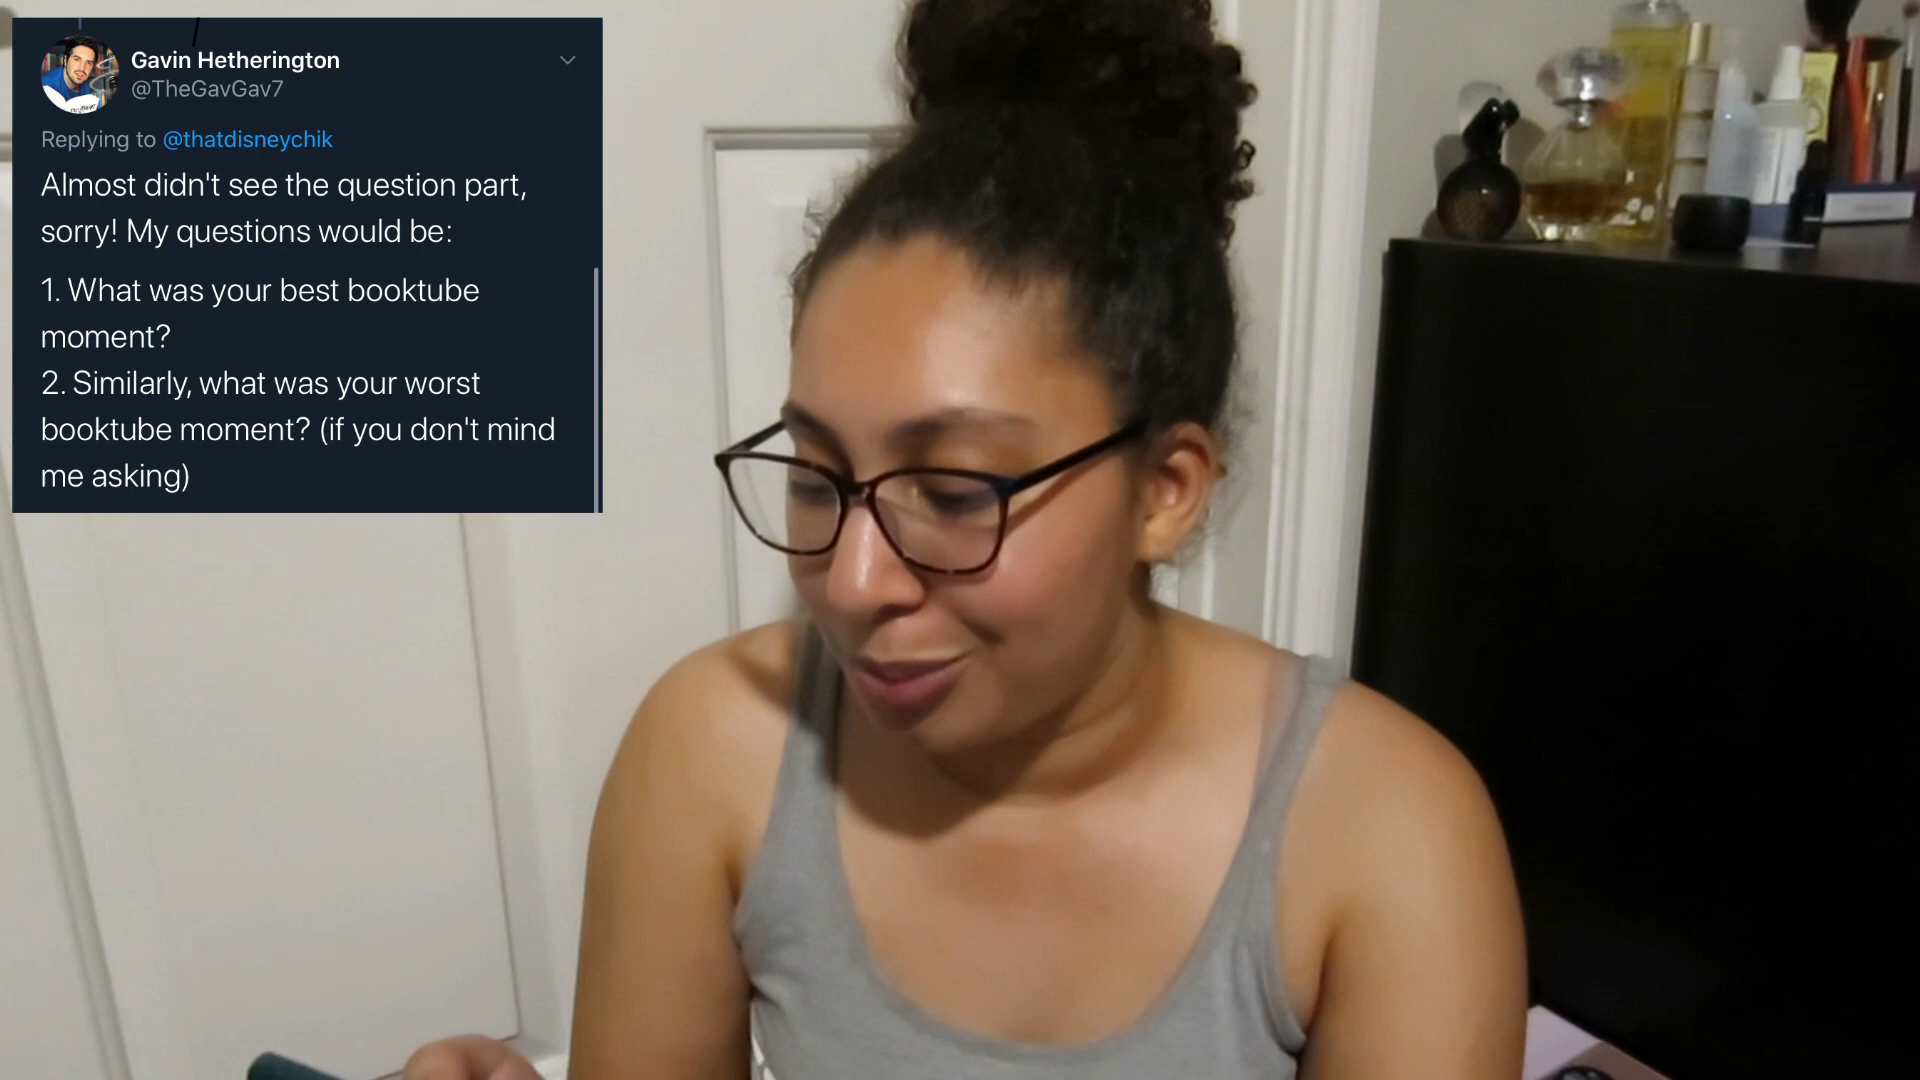 Gavin Hetherington
@TheGavGav7
Replying to @thatdisneychik
Almost didn't see the question part,
sorry! My questions would be:
1. What was your best booktube
moment?
2. Similarly, what was your worst
booktube moment? (if you don't mind
me asking)